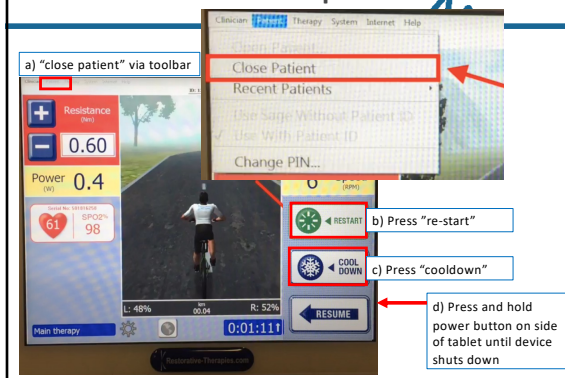 Clinician Patient Therapy System Internet Help
Open Patient...
Close Patient
Recent Patients
Use Sage Without Patient ID
Use With Patient ID
Change PIN...
a) "close patient" via toolbar
Resistance
(Nm)
0.60
Power
(W)
0.4
Serial No:
61
SPO2%
98
6
(RPM)
RESTART
b) Press "re-start"
COOL
DOWN
c) Press "cooldown"
RESUME
d) Press and hold
power button on side
of tablet until device
shuts down
L: 48%
km
00.04
R: 52%
Main therapy
0:01:11
Restorative-Therapies.com